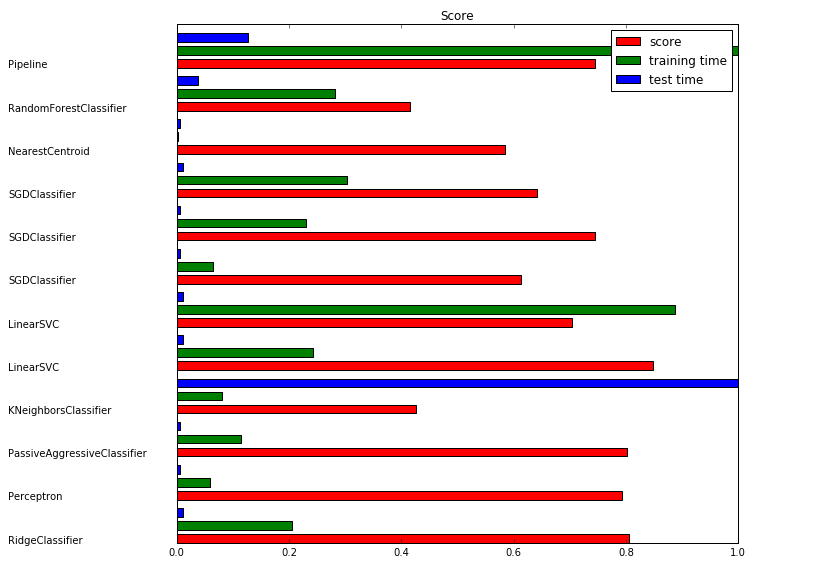 Score
score
training time
test time
Pipeline
RandomForestClassifier
NearestCentroid
SGDClassifier
SGDClassifier
SGDClassifier
LinearSVC
LinearSVC
KNeighborsClassifier
PassiveAggressiveClassifier
Perceptron
RidgeClassifier
0.0 0.2 0.4 0.6 0.8 1.0